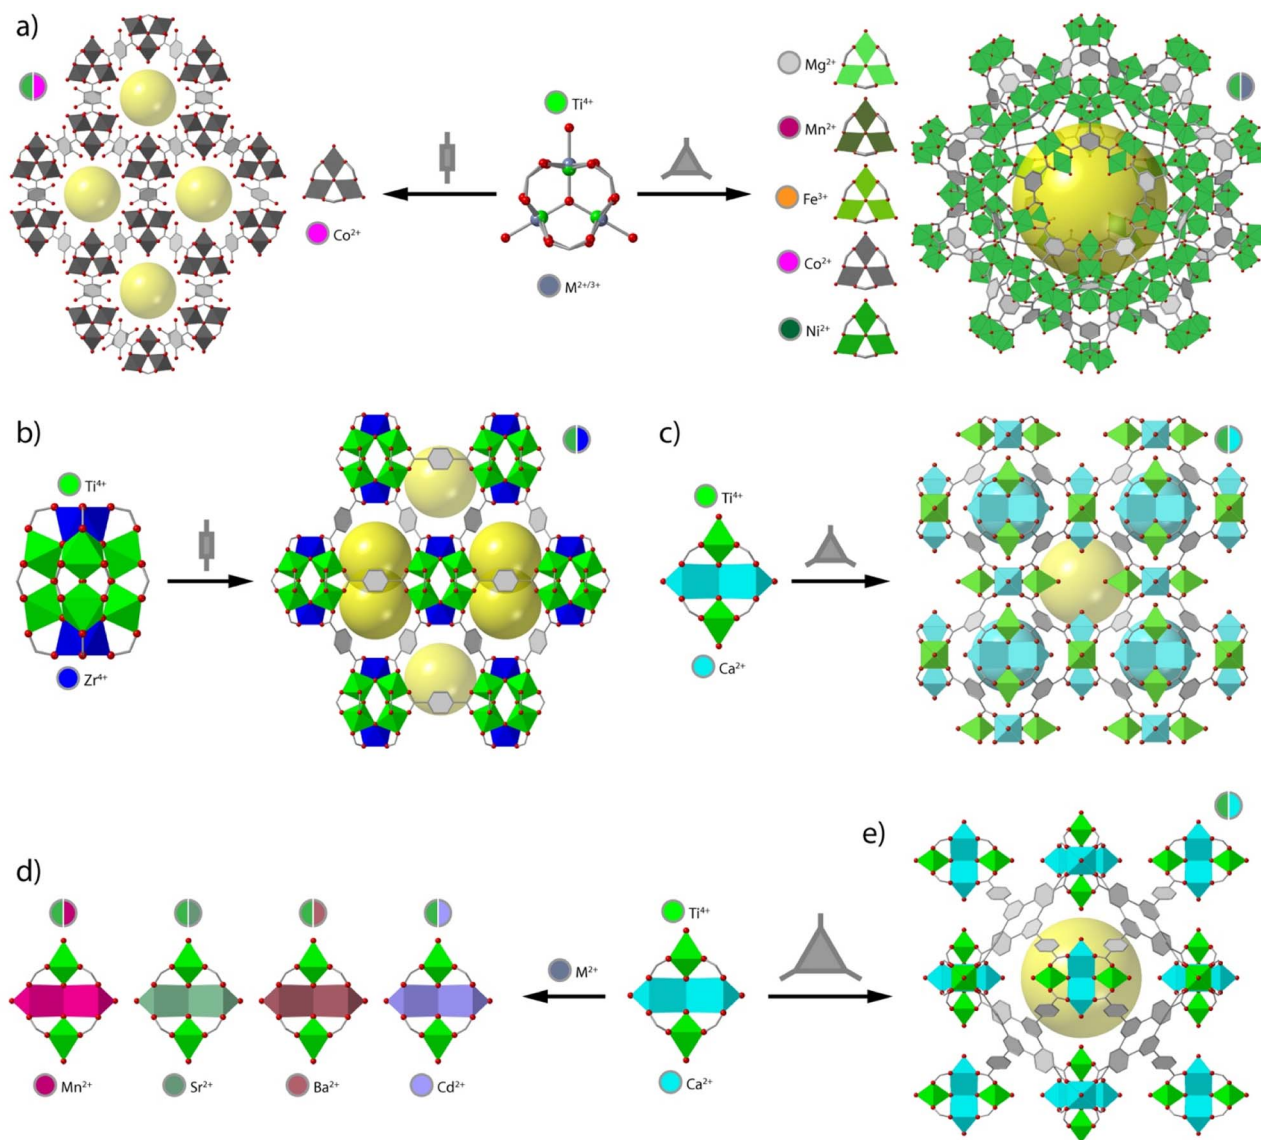 a)
Co²⁺
Ti⁴⁺
M²⁺/³⁺
Mg²⁺
Mn²⁺
Fe³⁺
Co²⁺
Ni²⁺
b)
Ti⁴⁺
Zr⁴⁺
c)
Ti⁴⁺
Ca²⁺
d)
Mn²⁺
Sr²⁺
Ba²⁺
Cd²⁺
M²⁺
Ti⁴⁺
Ca²⁺
e)